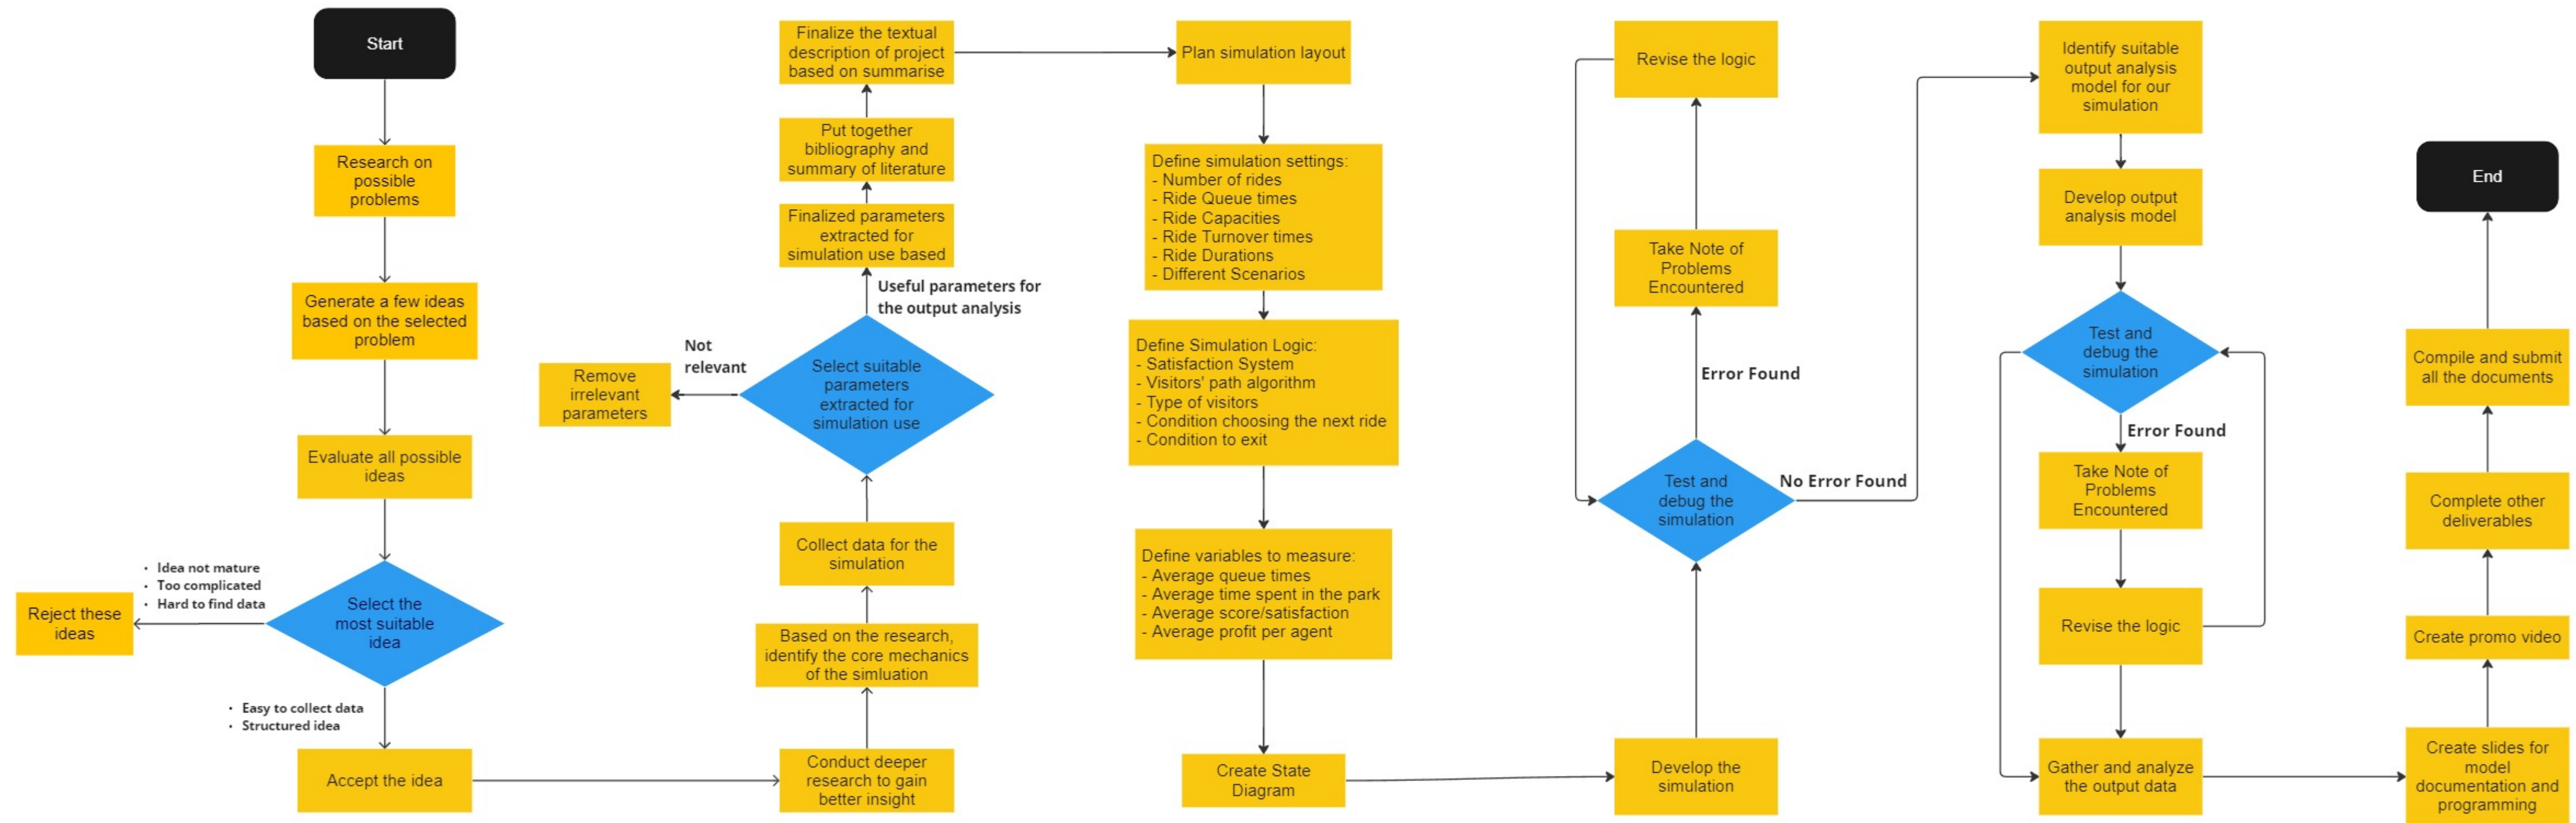 Start
Research on
possible
problems
Generate a few ideas
based on the selected
problem
Evaluate all possible
ideas
• Idea not mature
• Too complicated
• Hard to find data
Select the
most suitable
idea
Reject these
ideas
• Easy to collect data
• Structured idea
Accept the idea
Conduct deeper
research to gain
better insight
Based on the research,
identify the core mechanics
of the simluation
Collect data for the
simulation
Select suitable
parameters
extracted for
simulation use
Not
relevant
Remove
irrelevant
parameters
Useful parameters for
the output analysis
Finalized parameters
extracted for
simulation use based
Put together
bibliography and
summary of literature
Finalize the textual
description of project
based on summarise
Plan simulation layout
Define simulation settings:
- Number of rides
- Ride Queue times
- Ride Capacities
- Ride Turnover times
- Ride Durations
- Different Scenarios
Define Simulation Logic:
- Satisfaction System
- Visitors' path algorithm
- Type of visitors
- Condition choosing the next ride
- Condition to exit
Define variables to measure:
- Average queue times
- Average time spent in the park
- Average score/satisfaction
- Average profit per agent
Create State
Diagram
Develop the
simulation
Test and
debug the
simulation
Error Found
Take Note of
Problems
Encountered
Revise the logic
No Error Found
Identify suitable
output analysis
model for our
simulation
Develop output
analysis model
Test and
debug the
simulation
Error Found
Take Note of
Problems
Encountered
Revise the logic
Gather and analyze
the output data
Create slides for
model
documentation and
programming
Create promo video
Complete other
deliverables
Compile and submit
all the documents
End